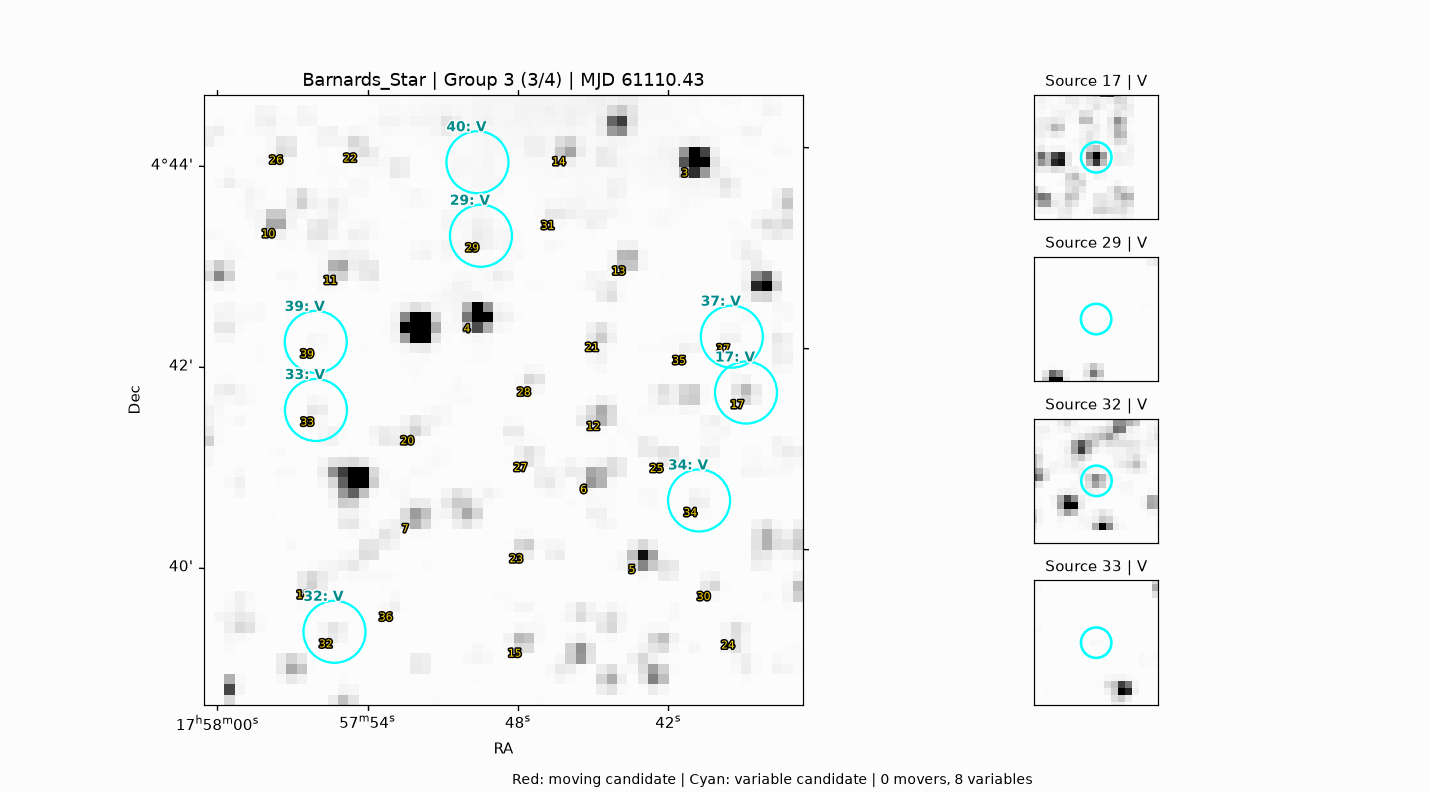 Barnards_Star | Group 3 (3/4) | MJD 61110.43
Source 17 | V
40: V
26
22
14
4°44'
3
29: V
31
10
29
Source 29 | V
13
11
39: V
37: V
4
21
37
17: V
39
35
42'
33: V
28
17
Dec
Source 32 | V
33
12
20
34: V
27
25
6
34
7
23
5
40'
Source 33 | V
32: V
30
36
32
15
24
17ʰ58ᵐ00ˢ
57ᵐ54ˢ
48ˢ
42ˢ
RA
Red: moving candidate | Cyan: variable candidate | 0 movers, 8 variables